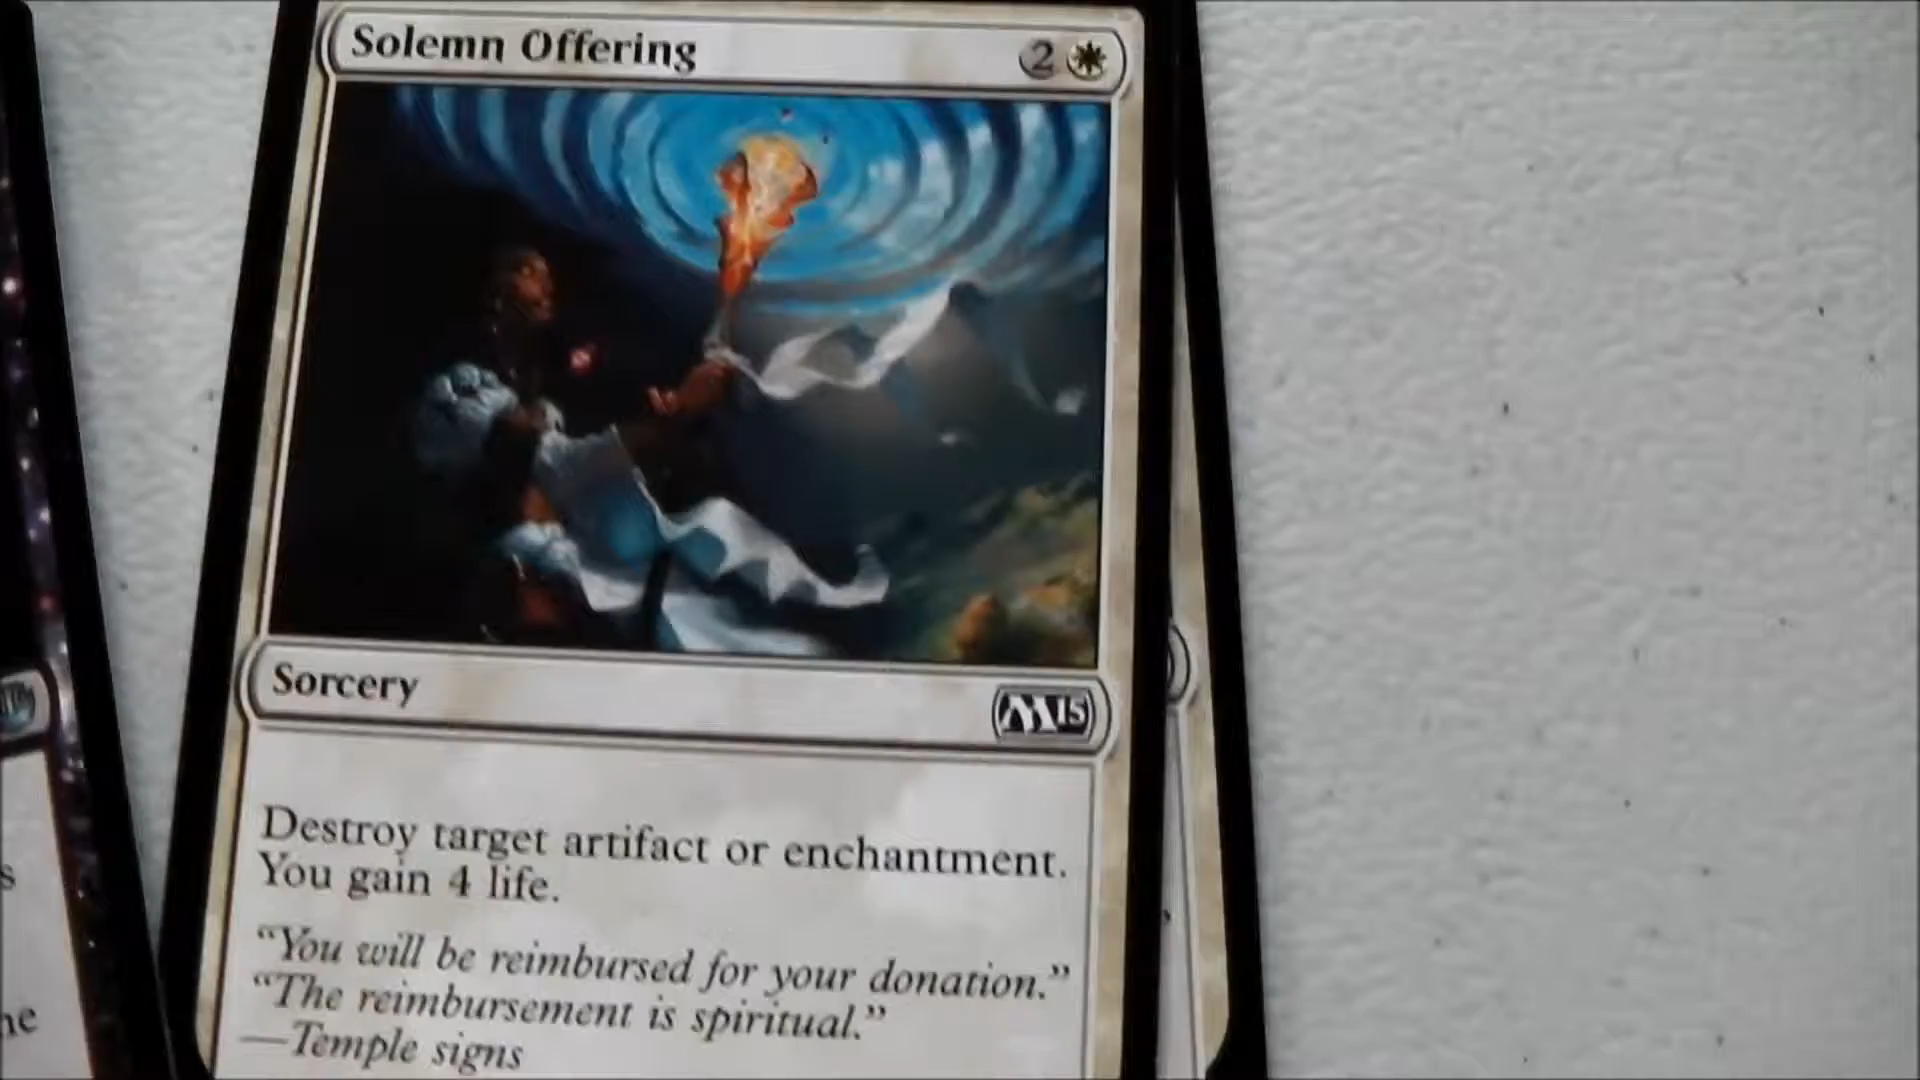 Solemn Offering 2
Sorcery
M15
Destroy target artifact or enchantment.
You gain 4 life.
“You will be reimbursed for your donation.”
“The reimbursement is spiritual.”
—Temple signs